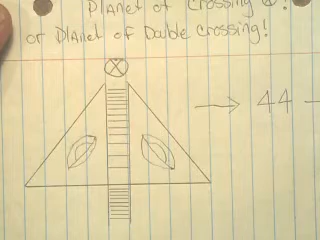 Planet of Crossing ⊗?
or Planet of Double crossing!
→ 44 –